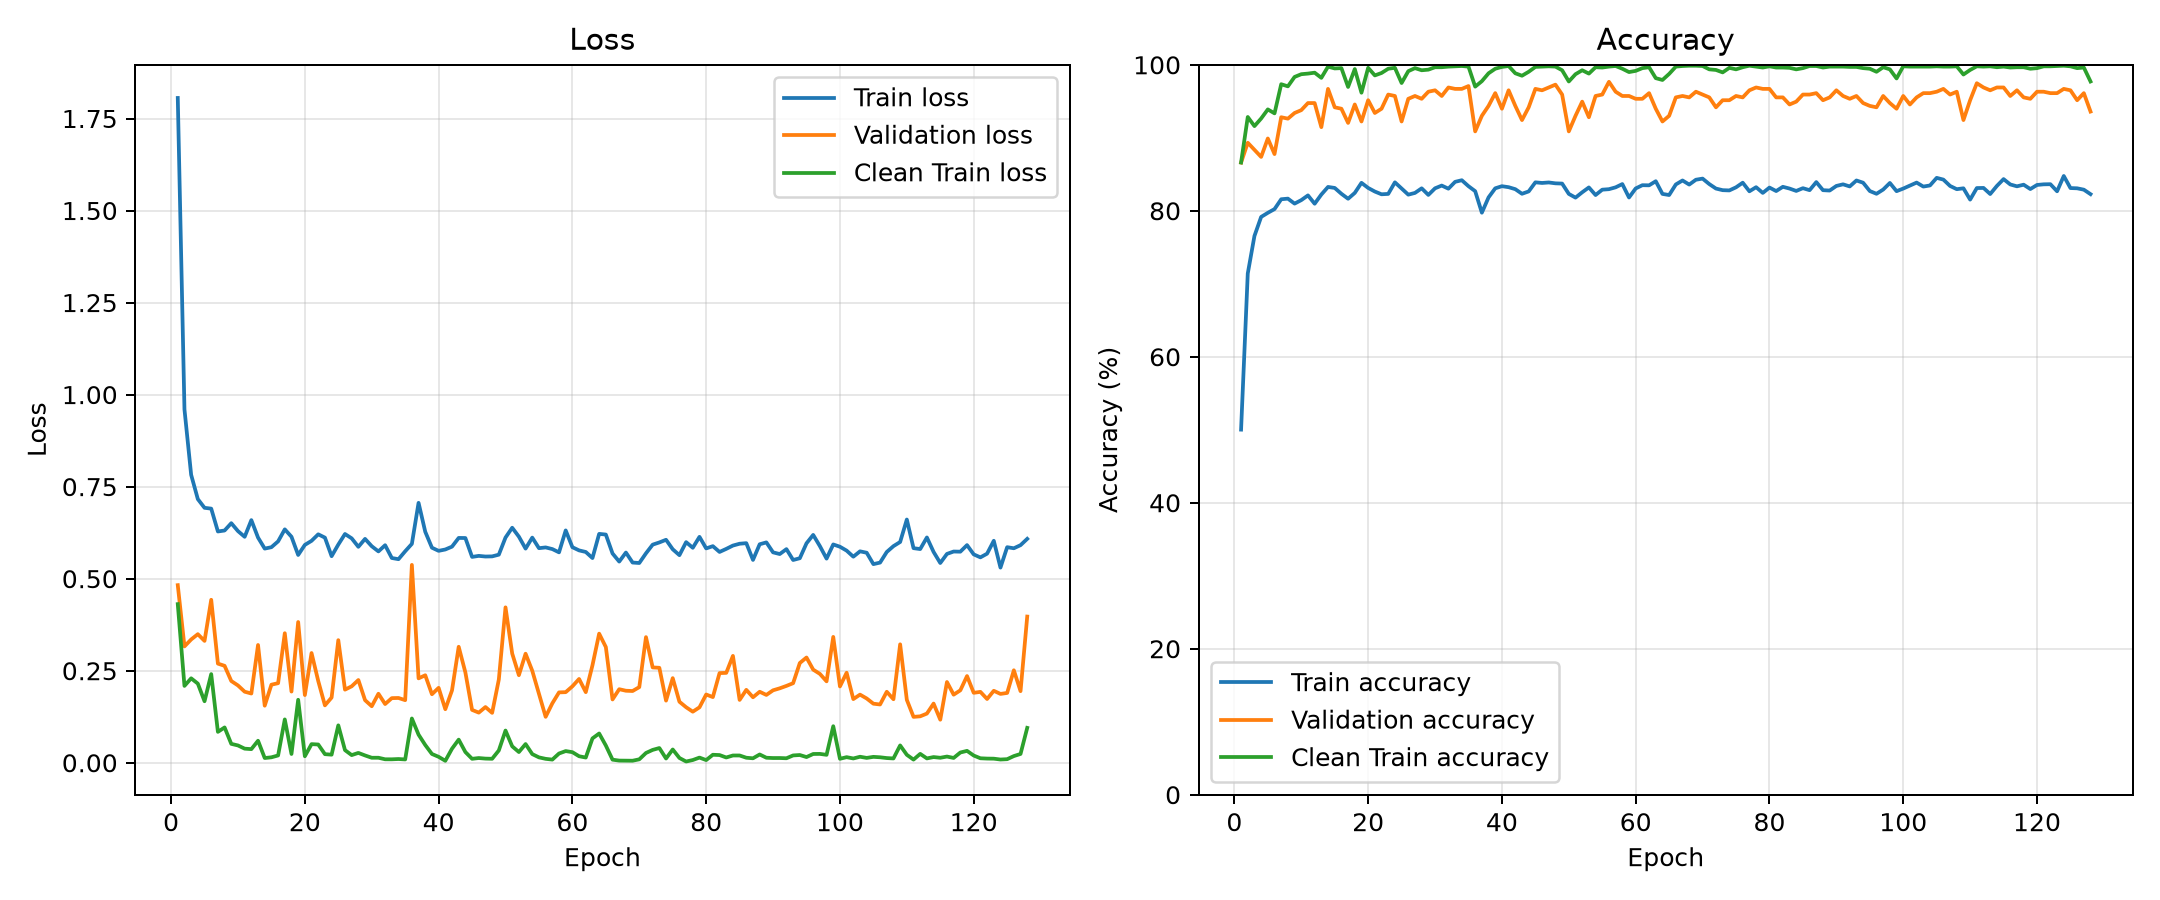 Loss
Train loss
Validation loss
Clean Train loss
1.75
1.50
1.25
1.00
0.75
0.50
0.25
0.00
Loss
0 20 40 60 80 100 120
Epoch
Accuracy
100
80
60
40
20
0
Accuracy (%)
Train accuracy
Validation accuracy
Clean Train accuracy
0 20 40 60 80 100 120
Epoch